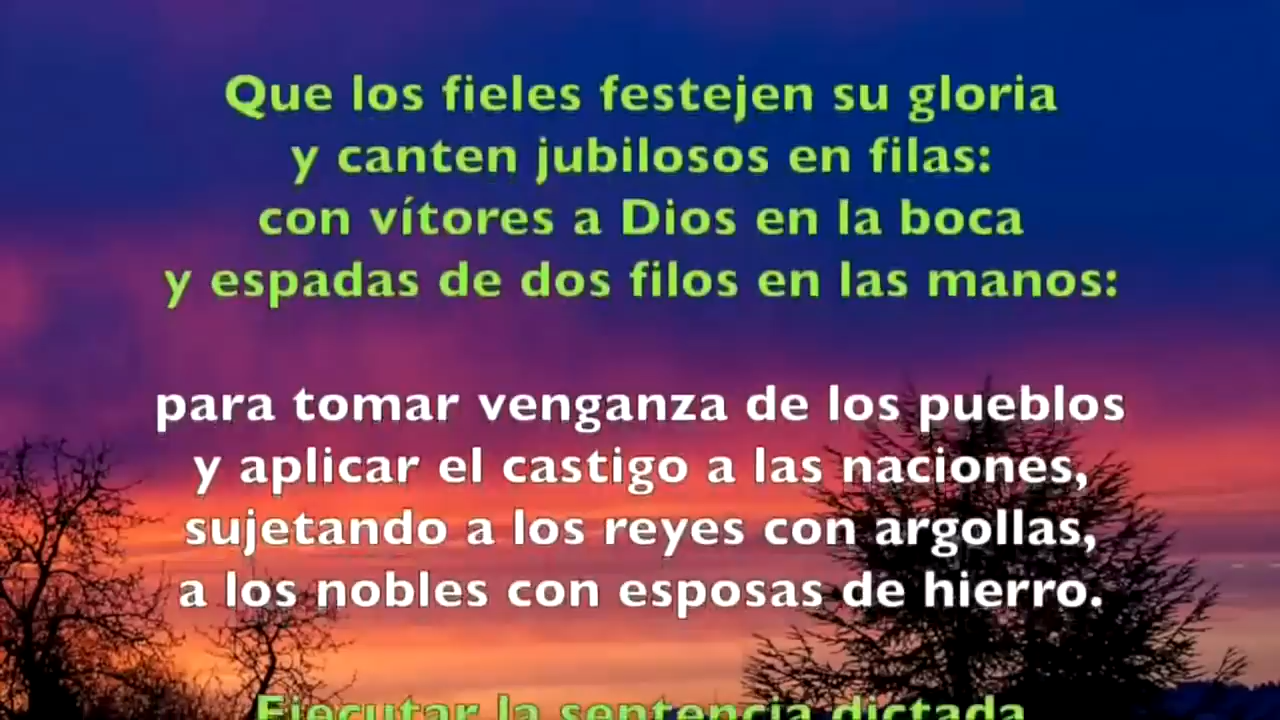 Que los fieles festejen su gloria
y canten jubilosos en filas:
con vítores a Dios en la boca
y espadas de dos filos en las manos:
para tomar venganza de los pueblos
y aplicar el castigo a las naciones,
sujetando a los reyes con argollas,
a los nobles con esposas de hierro.
Ejecutar la sentencia dictada